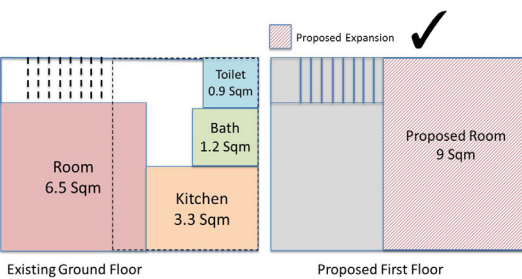 Proposed Expansion
Toilet
0.9 Sqm
Bath
1.2 Sqm
Room
6.5 Sqm
Kitchen
3.3 Sqm
Proposed Room
9 Sqm
Existing Ground Floor
Proposed First Floor